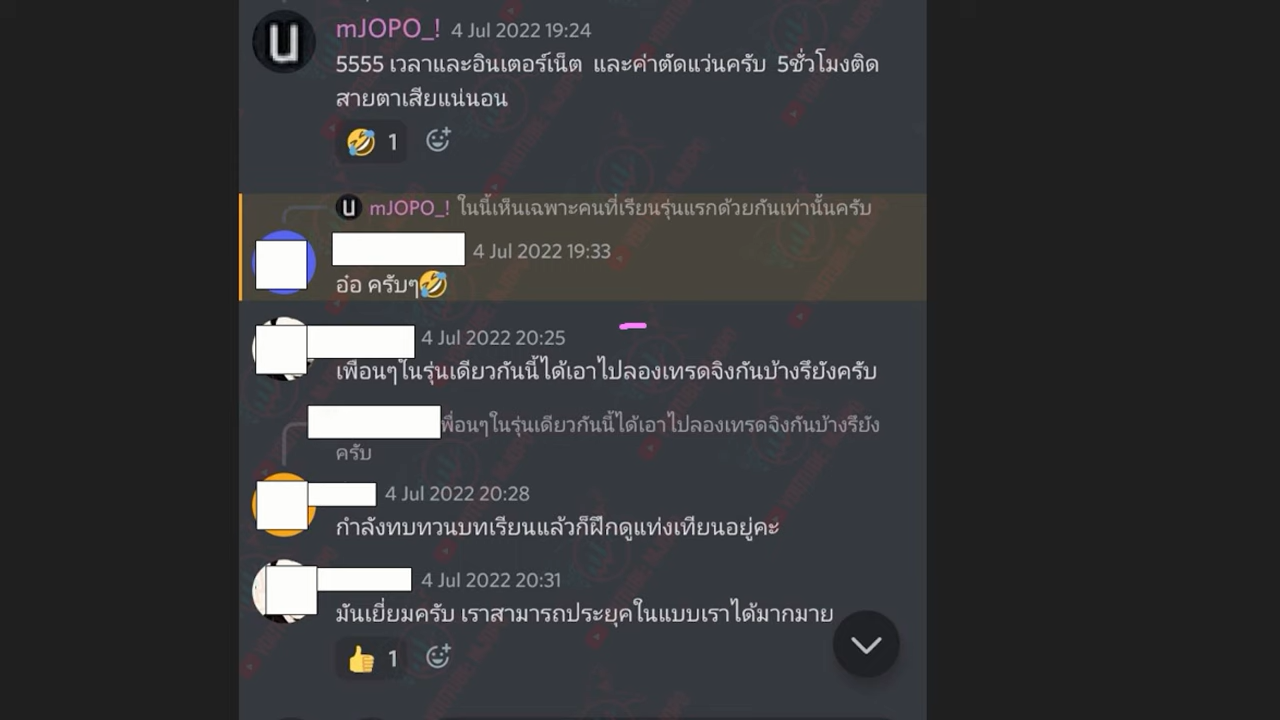 mJOPO_! 4 Jul 2022 19:24
5555 เวลาและอินเตอร์เน็ต และค่าตัดแว่นครับ 5ชั่วโมงติด
สายตาเสียแน่นอน
🤣 1
U mJOPO_! ในนี้เห็นเฉพาะคนที่เรียนรุ่นแรกด้วยกันเท่านั้นครับ
4 Jul 2022 19:33
อ๋อ ครับๆ🤣
4 Jul 2022 20:25
เพื่อนๆในรุ่นเดียวกันนี้ได้เอาไปลองเทรดจิงกันบ้างรึยังครับ
พื่อนๆในรุ่นเดียวกันนี้ได้เอาไปลองเทรดจิงกันบ้างรึยัง
ครับ
4 Jul 2022 20:28
กำลังทบทวนบทเรียนแล้วก็ฝึกดูแท่งเทียนอยู่คะ
4 Jul 2022 20:31
มันเยี่ยมครับ เราสามารถประยุคในแบบเราได้มากมาย
👍 1